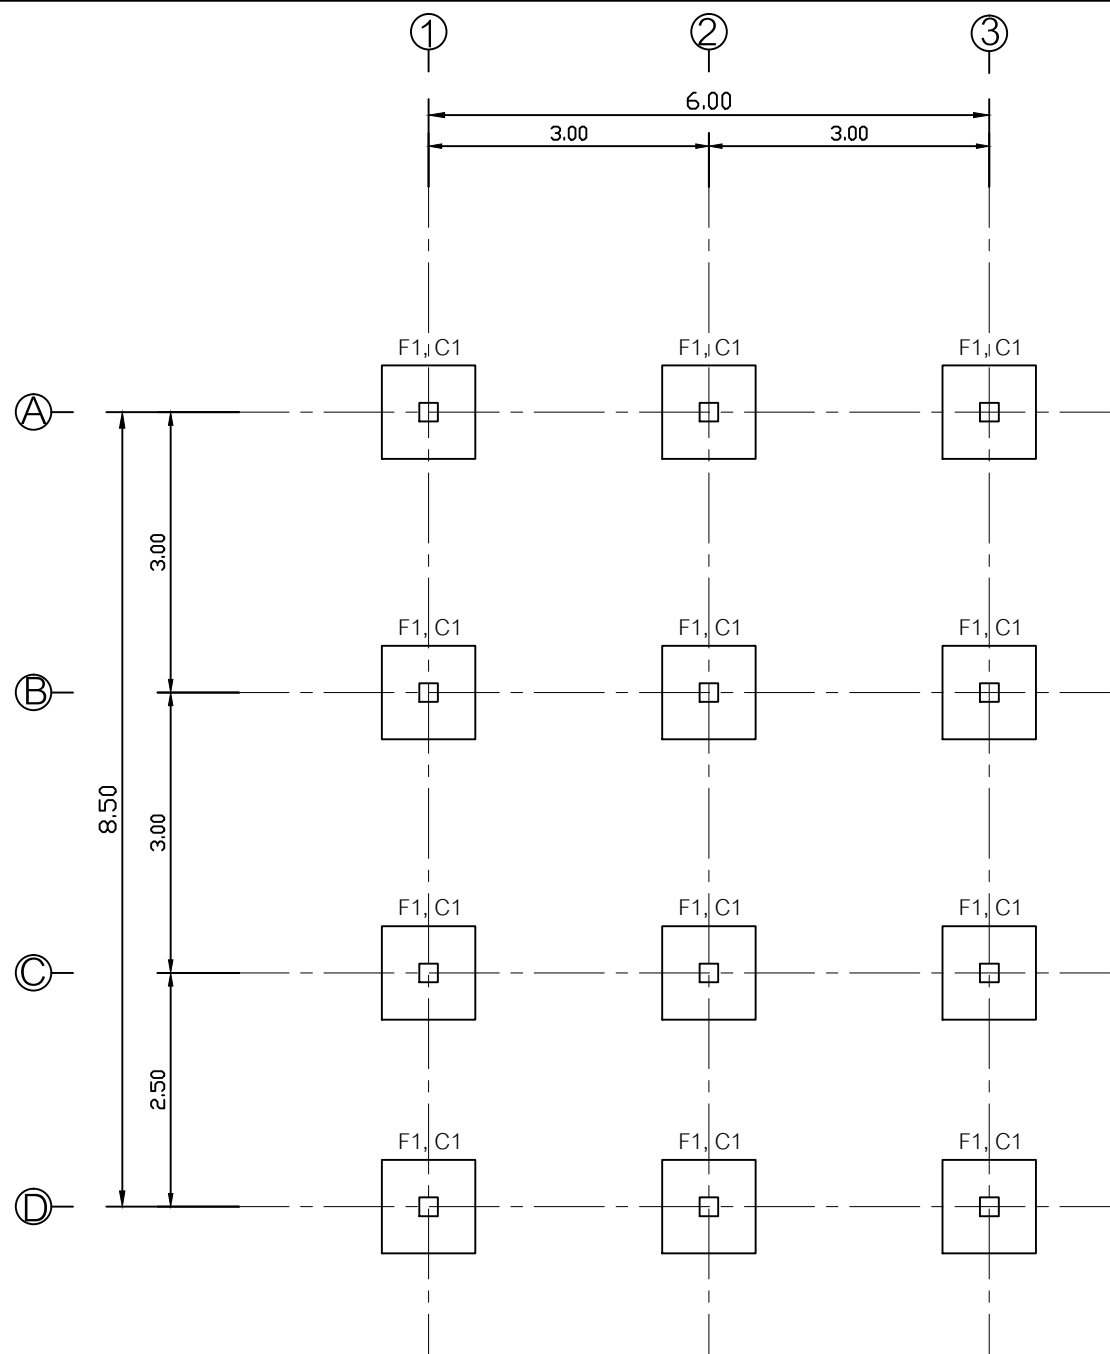 1 2 3
6.00
3.00 3.00
F1, C1 F1, C1 F1, C1
A
3.00
F1, C1 F1, C1 F1, C1
B
8.50
3.00
F1, C1 F1, C1 F1, C1
C
2.50
F1, C1 F1, C1 F1, C1
D